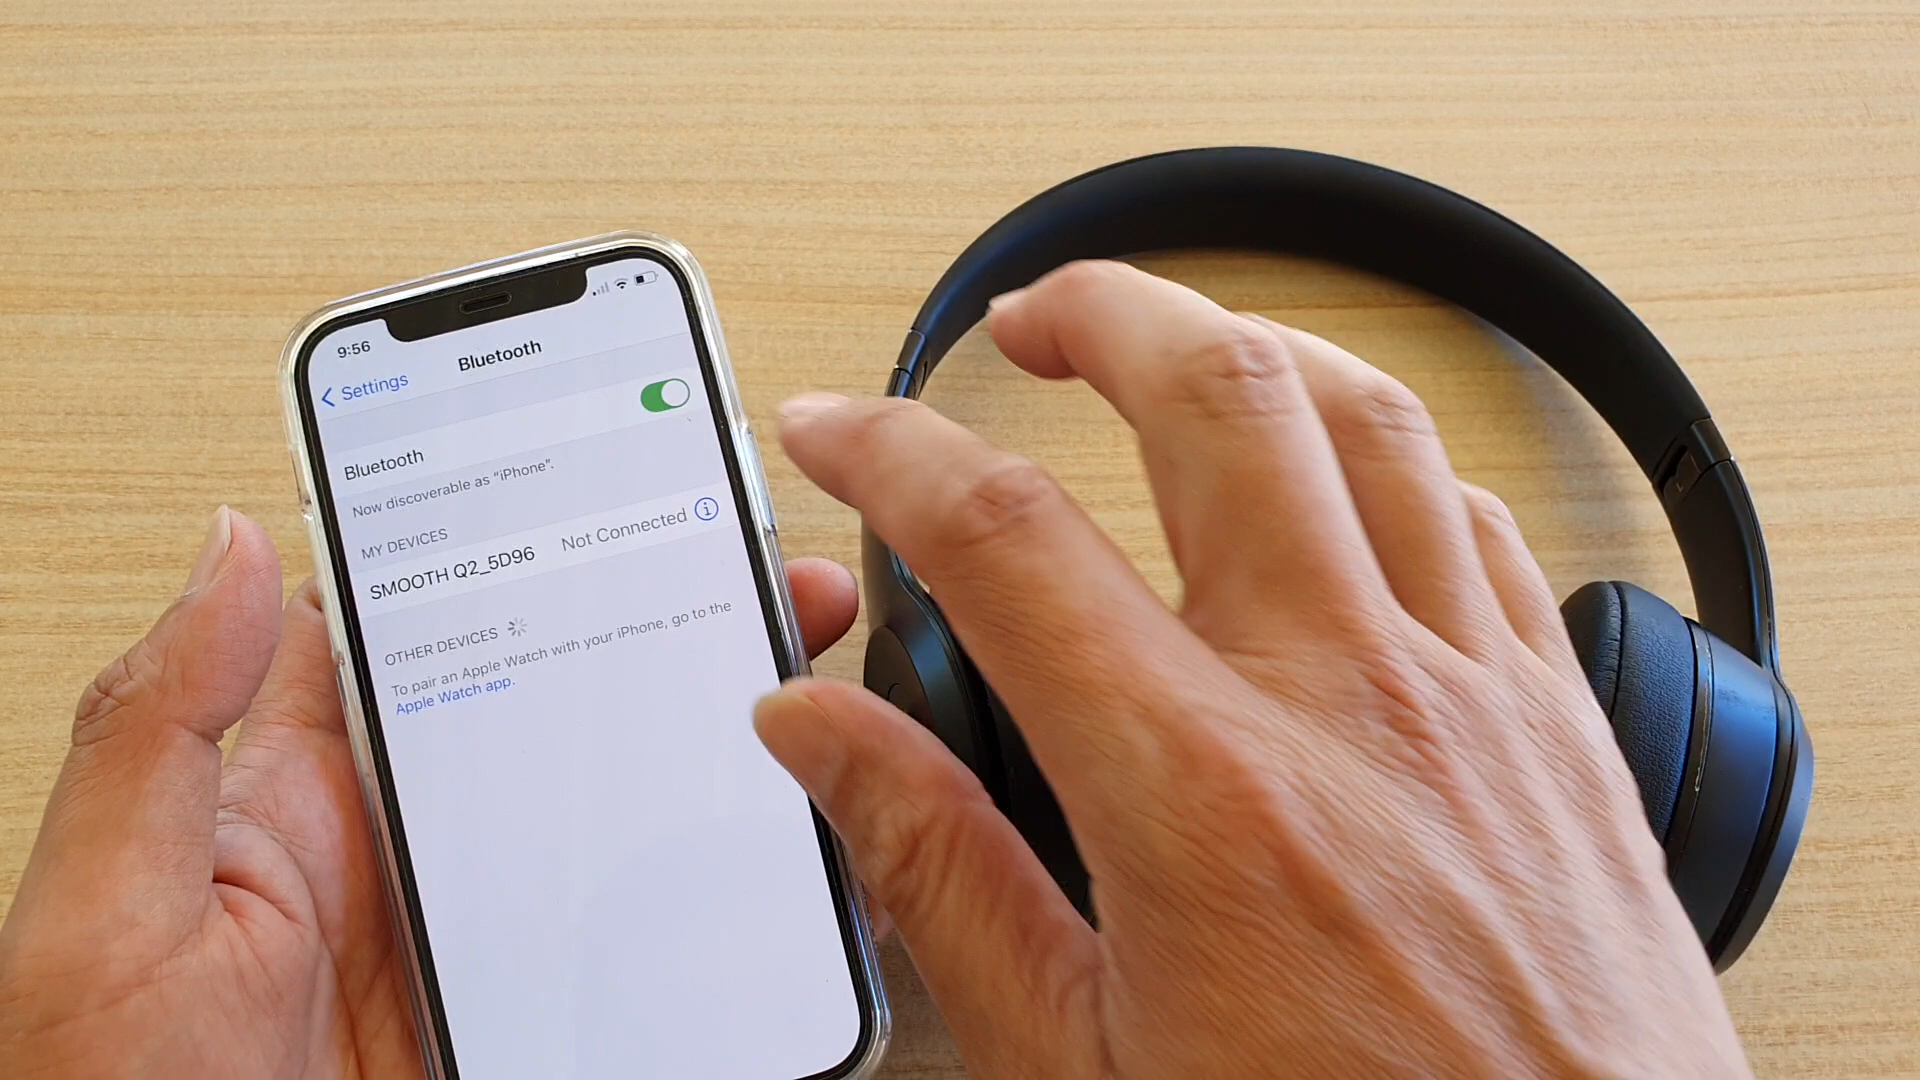 9:56
Settings
Bluetooth
Bluetooth
Now discoverable as “iPhone”.
MY DEVICES
SMOOTH Q2_5D96 Not Connected
OTHER DEVICES
To pair an Apple Watch with your iPhone, go to the
Apple Watch app.